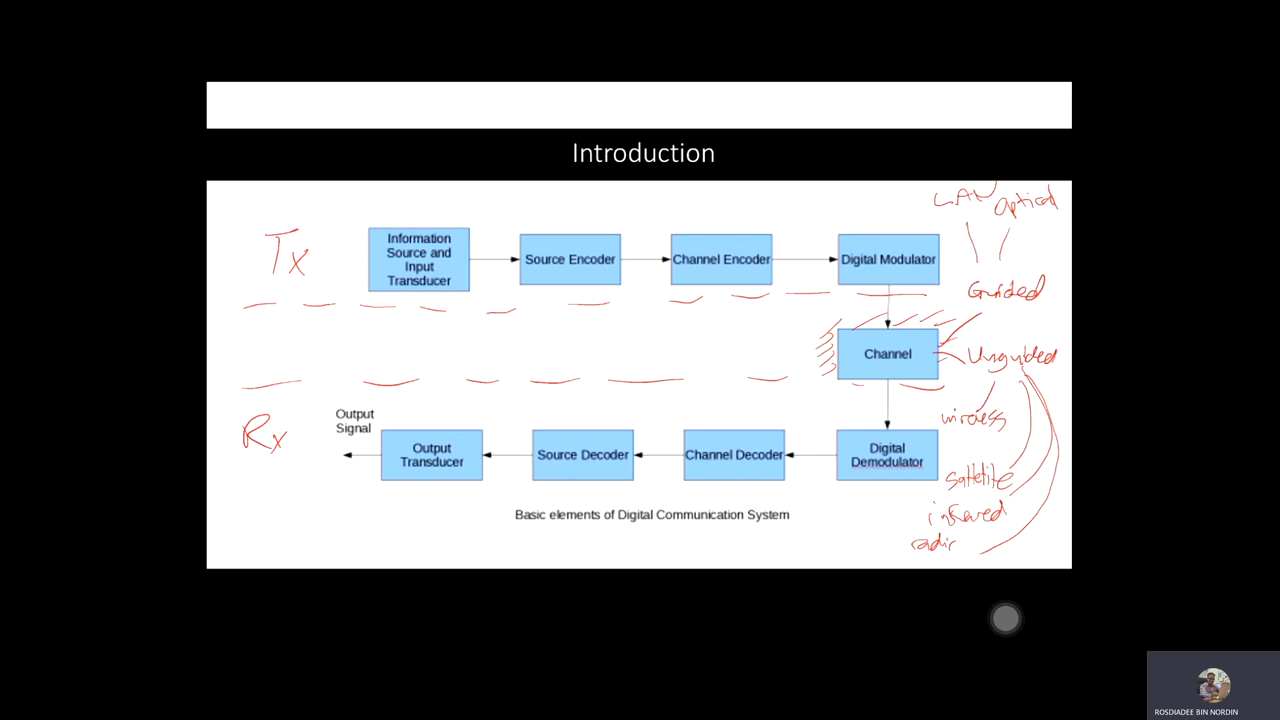 Introduction
LAN
optical
Tx
Information
Source and
Input
Transducer
Source Encoder
Channel Encoder
Digital Modulator
Guided
Channel
Unguided
Rx
Output
Signal
wireless
Output
Transducer
Source Decoder
Channel Decoder
Digital
Demodulator
Satellite
infrared
radio
Basic elements of Digital Communication System
ROSDIADEE BIN NORDIN